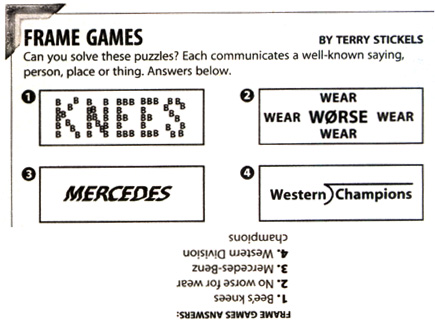 FRAME GAMES
BY TERRY STICKELS
Can you solve these puzzles? Each communicates a well-known saying,
person, place or thing. Answers below.
1
KNEES
2
WEAR
WEAR WØRSE WEAR
WEAR
3
MERCEDES
4
Western)Champions
FRAME GAMES ANSWERS:
1. Bee's knees
2. No worse for wear
3. Mercedes-Benz
4. Western Division
champions